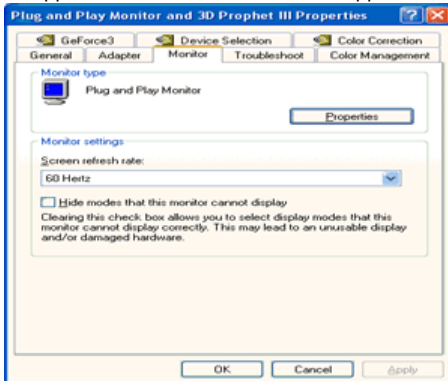 Plug and Play Monitor and 3D Prophet III Properties
GeForce3 Device Selection Color Correction
General Adapter Monitor Troubleshoot Color Management
Monitor type
Plug and Play Monitor
Properties
Monitor settings
Screen refresh rate:
60 Hertz
Hide modes that this monitor cannot display
Clearing this check box allows you to select display modes that this
monitor cannot display correctly. This may lead to an unusable display
and/or damaged hardware.
OK Cancel Apply